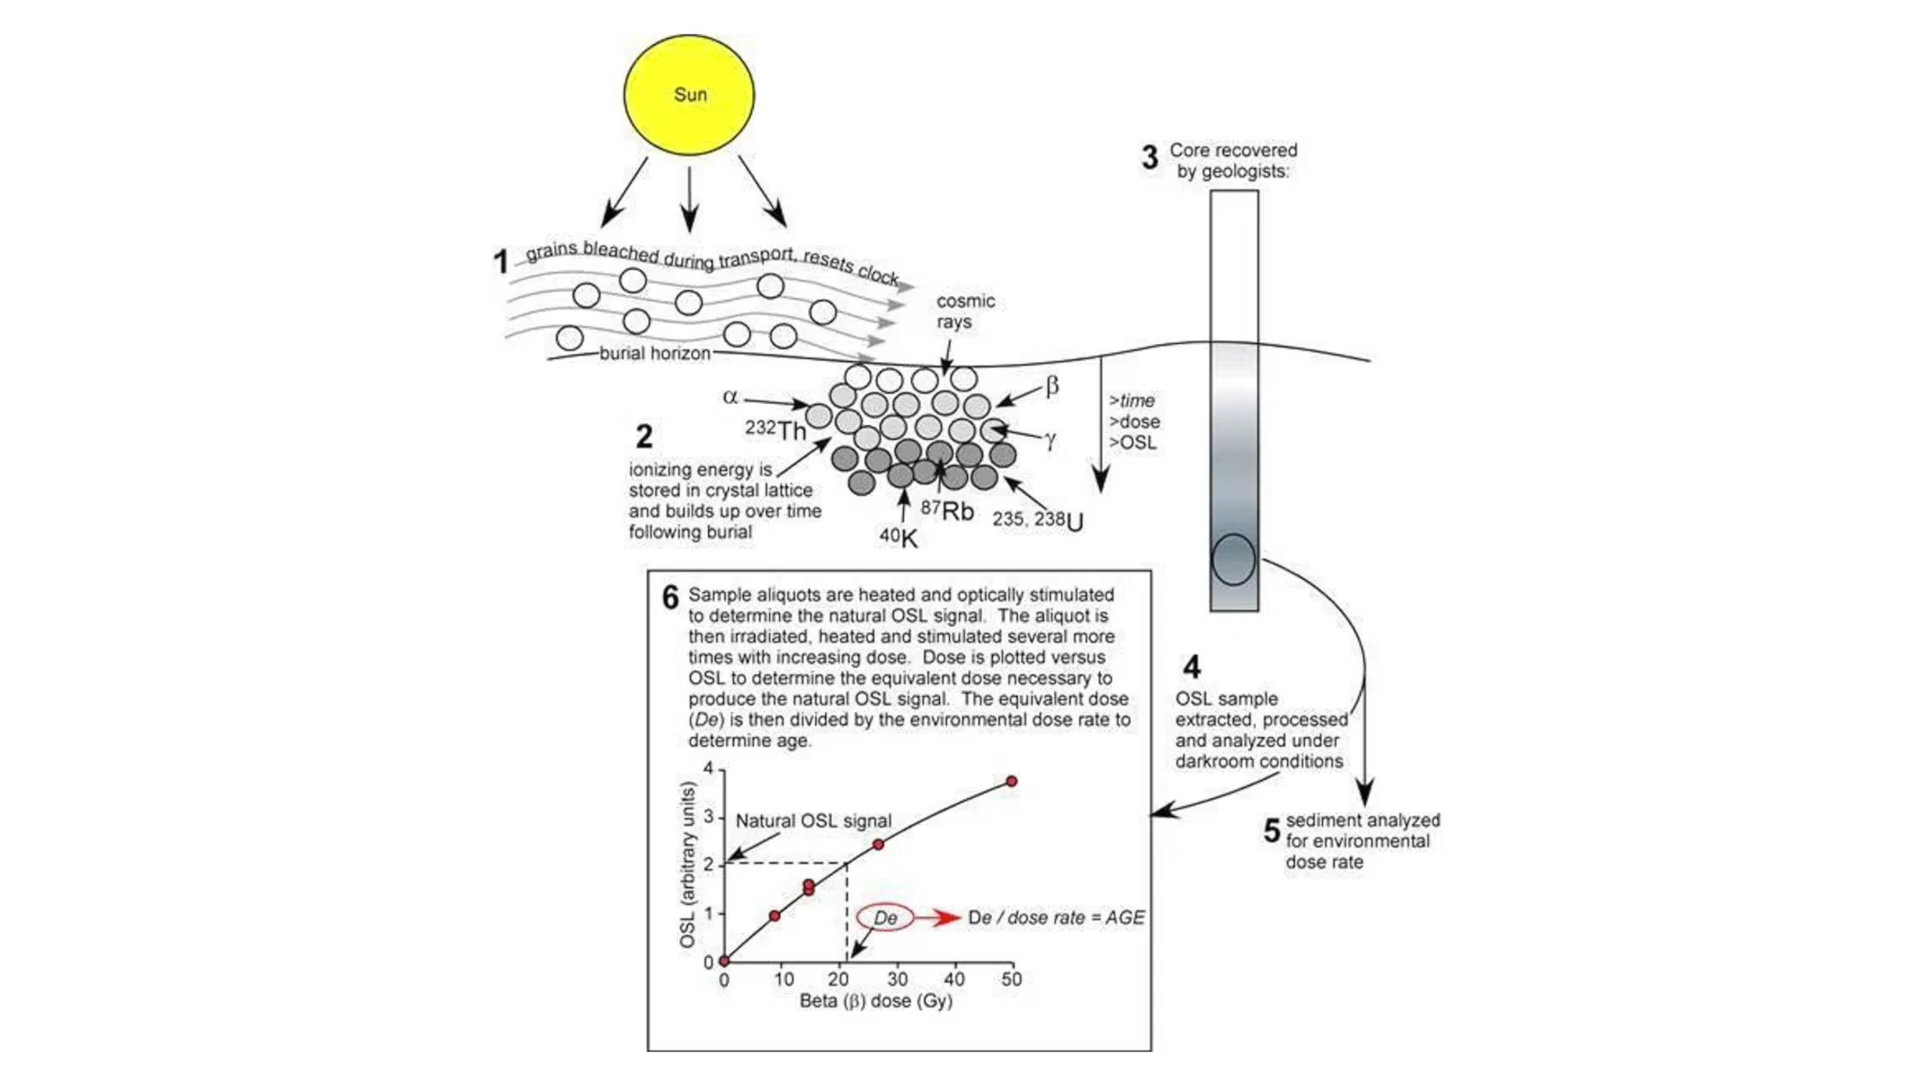 Sun
1 grains bleached during transport, resets clock
burial horizon
cosmic
rays
α
β
γ
232Th
2
ionizing energy is
stored in crystal lattice
and builds up over time
following burial
87Rb
40K
235, 238U
>time
>dose
>OSL
3 Core recovered
by geologists:
4
OSL sample
extracted, processed
and analyzed under
darkroom conditions
5 sediment analyzed
for environmental
dose rate
6 Sample aliquots are heated and optically stimulated
to determine the natural OSL signal. The aliquot is
then irradiated, heated and stimulated several more
times with increasing dose. Dose is plotted versus
OSL to determine the equivalent dose necessary to
produce the natural OSL signal. The equivalent dose
(De) is then divided by the environmental dose rate to
determine age.
OSL (arbitrary units)
4
3
2
1
0
Natural OSL signal
De
De / dose rate = AGE
0 10 20 30 40 50
Beta (β) dose (Gy)